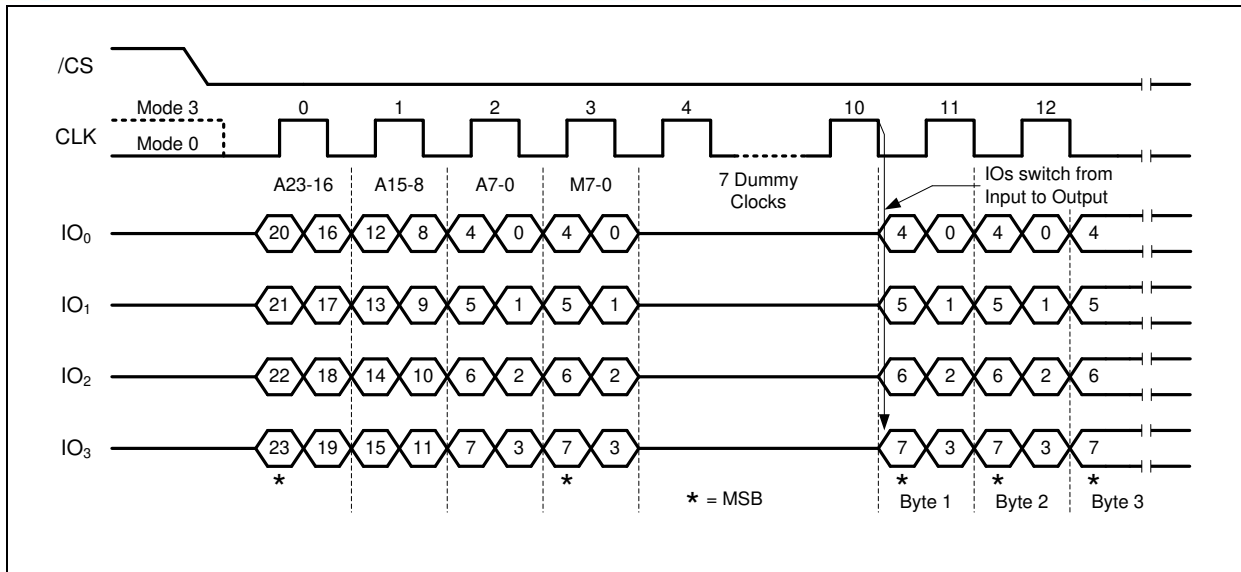 /CS
Mode 3 0 1 2 3 4 10 11 12
CLK
Mode 0
A23-16 A15-8 A7-0 M7-0 7 Dummy Clocks IOs switch from Input to Output
IO₀ 20 16 12 8 4 0 4 0 4 0 4 0 4
IO₁ 21 17 13 9 5 1 5 1 5 1 5 1 5
IO₂ 22 18 14 10 6 2 6 2 6 2 6 2 6
IO₃ 23 19 15 11 7 3 7 3 7 3 7 3 7
* * * * *
* = MSB Byte 1 Byte 2 Byte 3